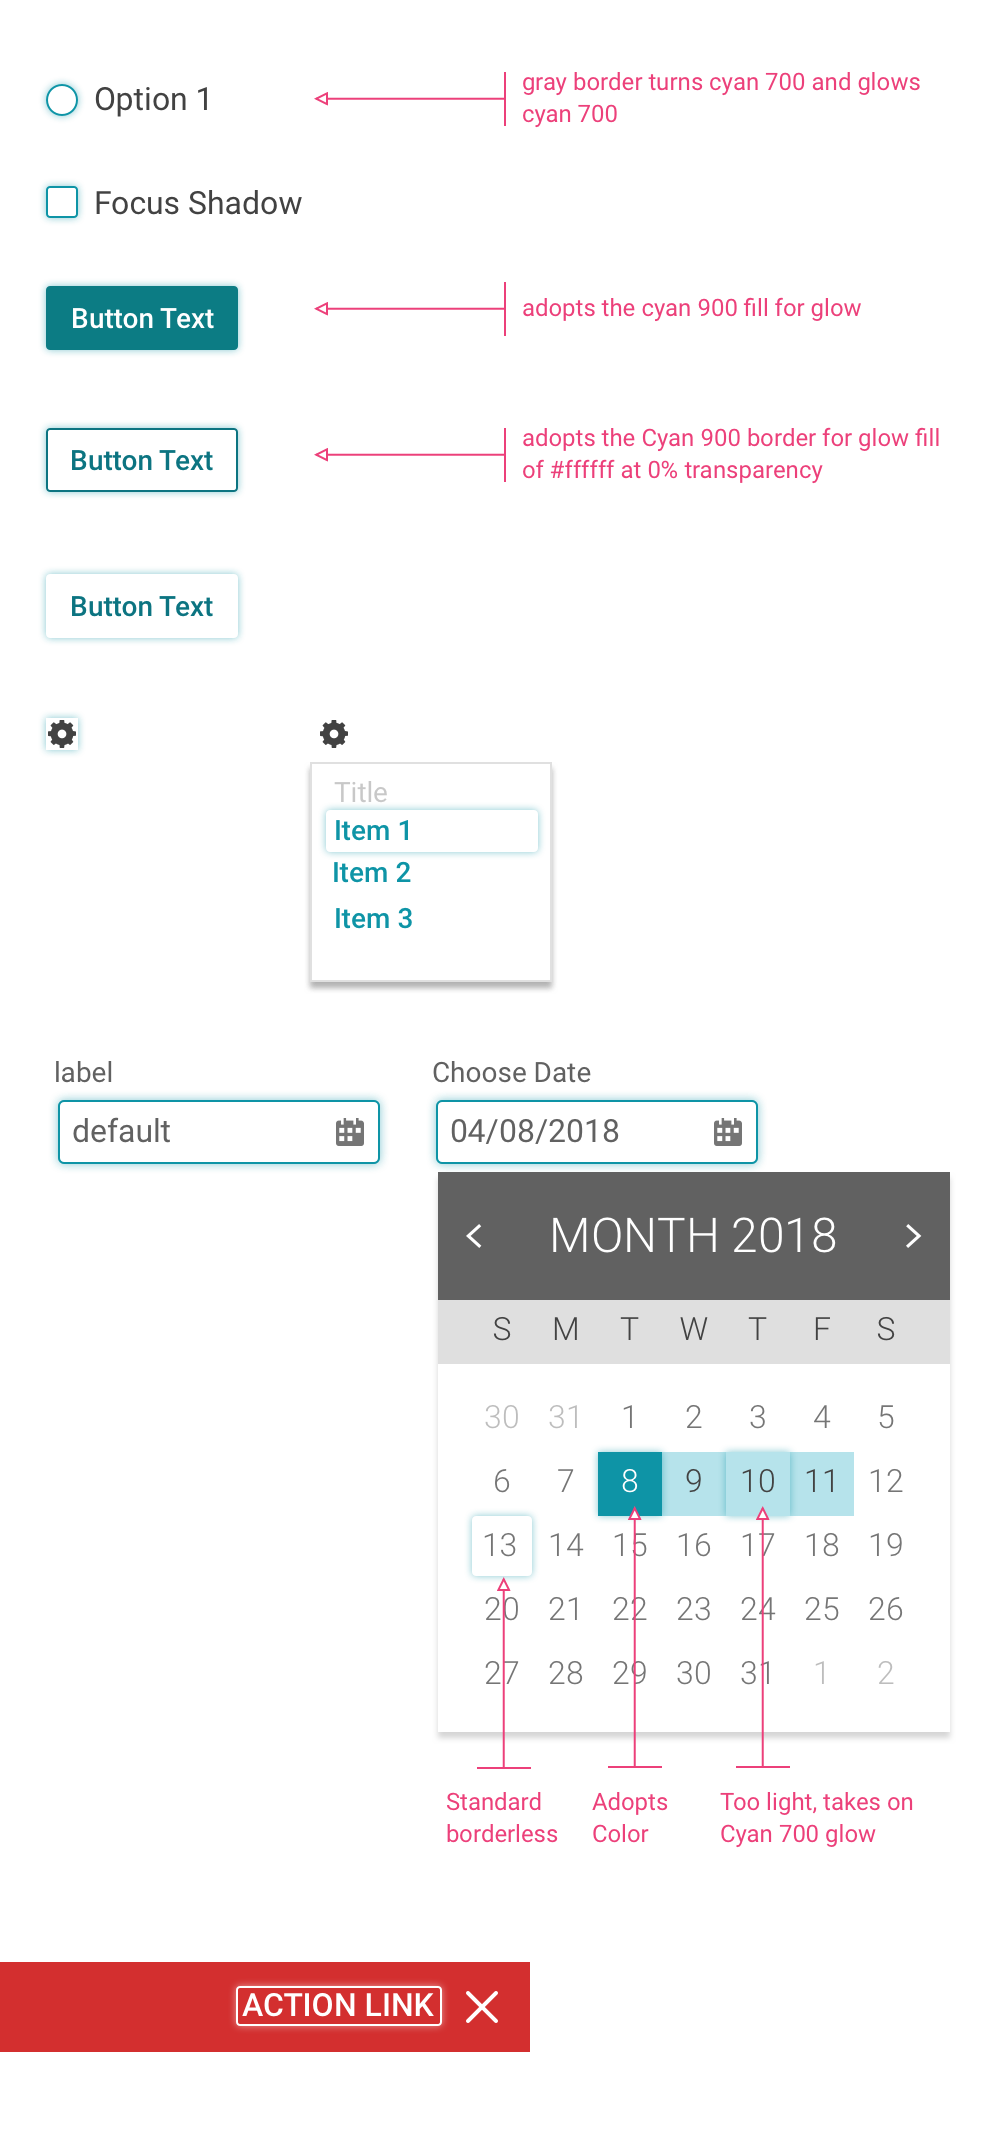 Option 1
gray border turns cyan 700 and glows
cyan 700
Focus Shadow
Button Text
adopts the cyan 900 fill for glow
Button Text
adopts the Cyan 900 border for glow fill
of #ffffff at 0% transparency
Button Text
Title
Item 1
Item 2
Item 3
label
default
Choose Date
04/08/2018
MONTH 2018
S M T W T F S
30 31 1 2 3 4 5
6 7 8 9 10 11 12
13 14 15 16 17 18 19
20 21 22 23 24 25 26
27 28 29 30 31 1 2
Standard
borderless
Adopts
Color
Too light, takes on
Cyan 700 glow
ACTION LINK